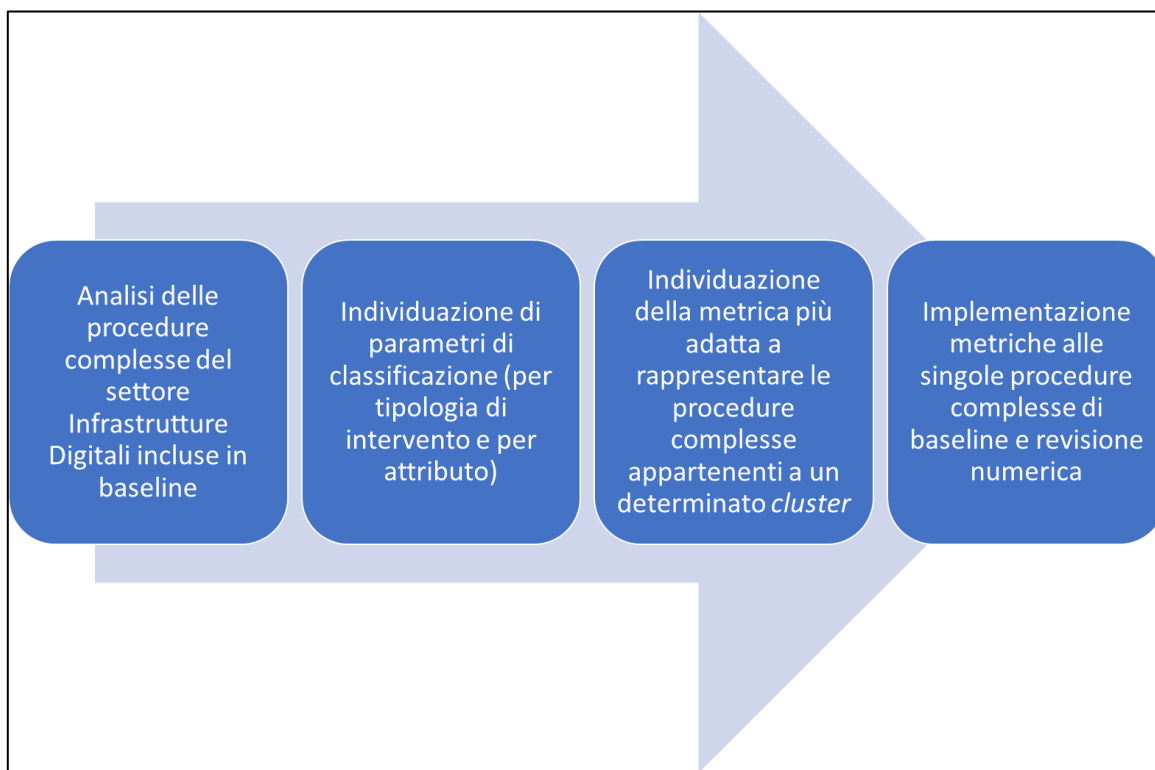 Analisi delle
procedure
complesse del
settore
Infrastrutture
Digitali incluse in
baseline
Individuazione di
parametri di
classificazione (per
tipologia di
intervento e per
attributo)
Individuazione
della metrica più
adatta a
rappresentare le
procedure
complesse
appartenenti a un
determinato cluster
Implementazione
metriche alle
singole procedure
complesse di
baseline e revisione
numerica